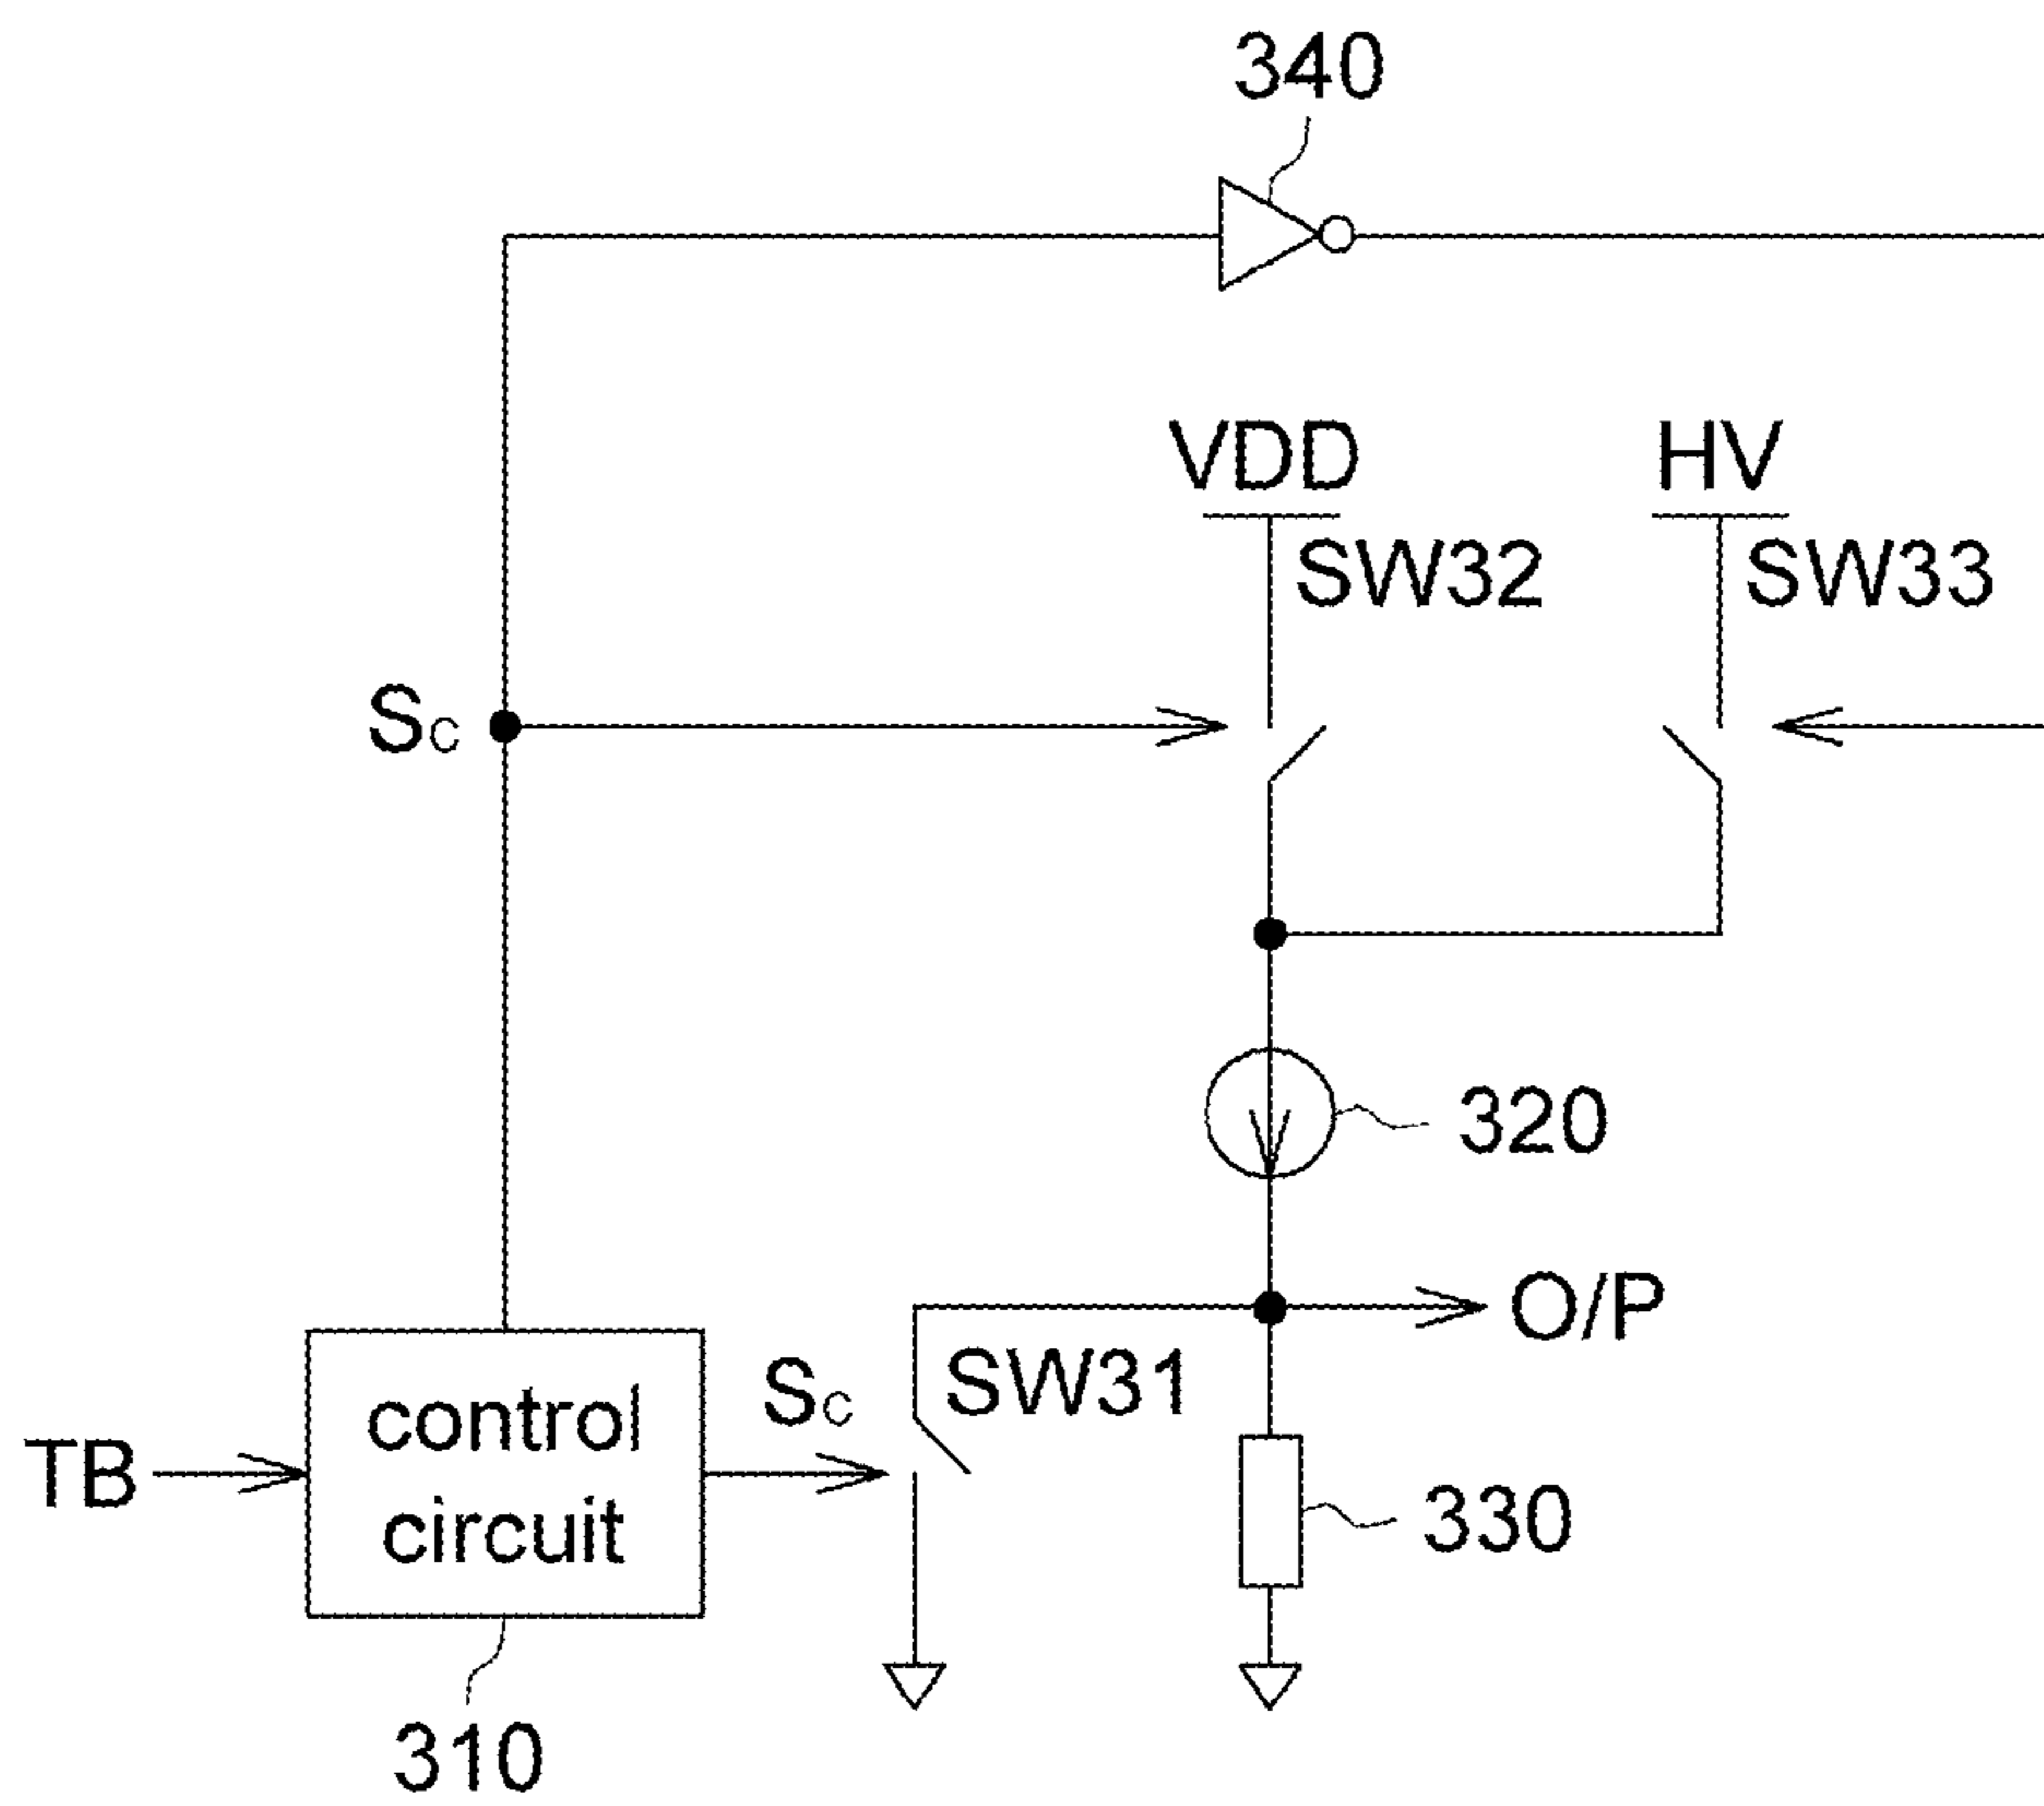 340
VDD
HV
SW32
SW33
Sc
320
O/P
SW31
Sc
control
circuit
TB
330
310